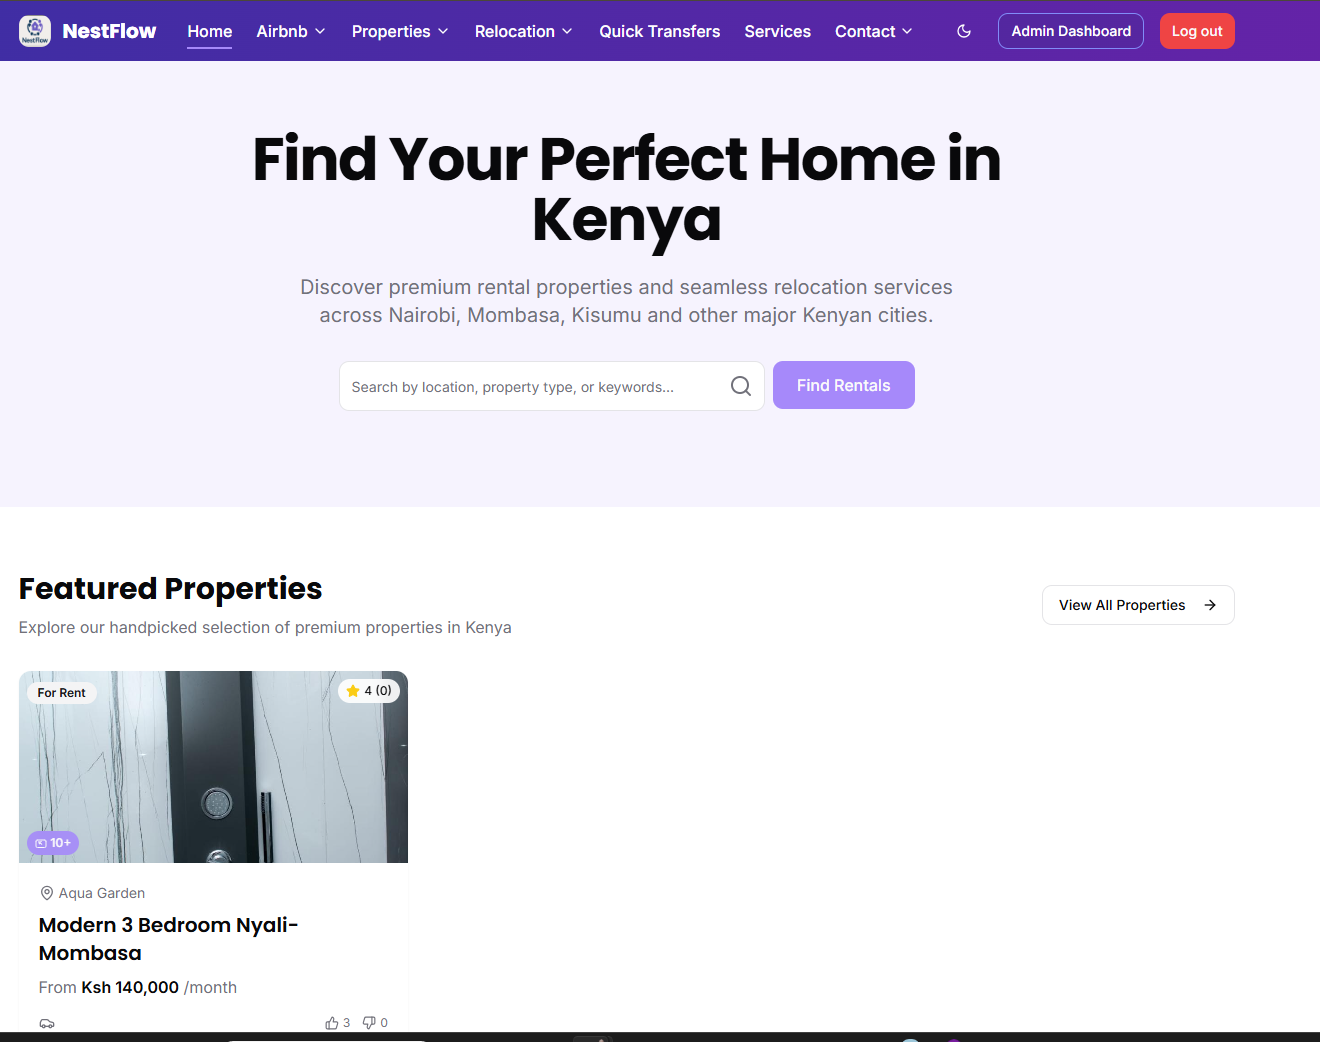 NestFlow
NestFlow Home Airbnb Properties Relocation Quick Transfers Services Contact Admin Dashboard Log out
Find Your Perfect Home in
Kenya
Discover premium rental properties and seamless relocation services
across Nairobi, Mombasa, Kisumu and other major Kenyan cities.
Search by location, property type, or keywords... Find Rentals
Featured Properties
View All Properties
Explore our handpicked selection of premium properties in Kenya
For Rent 4 (0)
10+
Aqua Garden
Modern 3 Bedroom Nyali-
Mombasa
From Ksh 140,000 /month
3 0